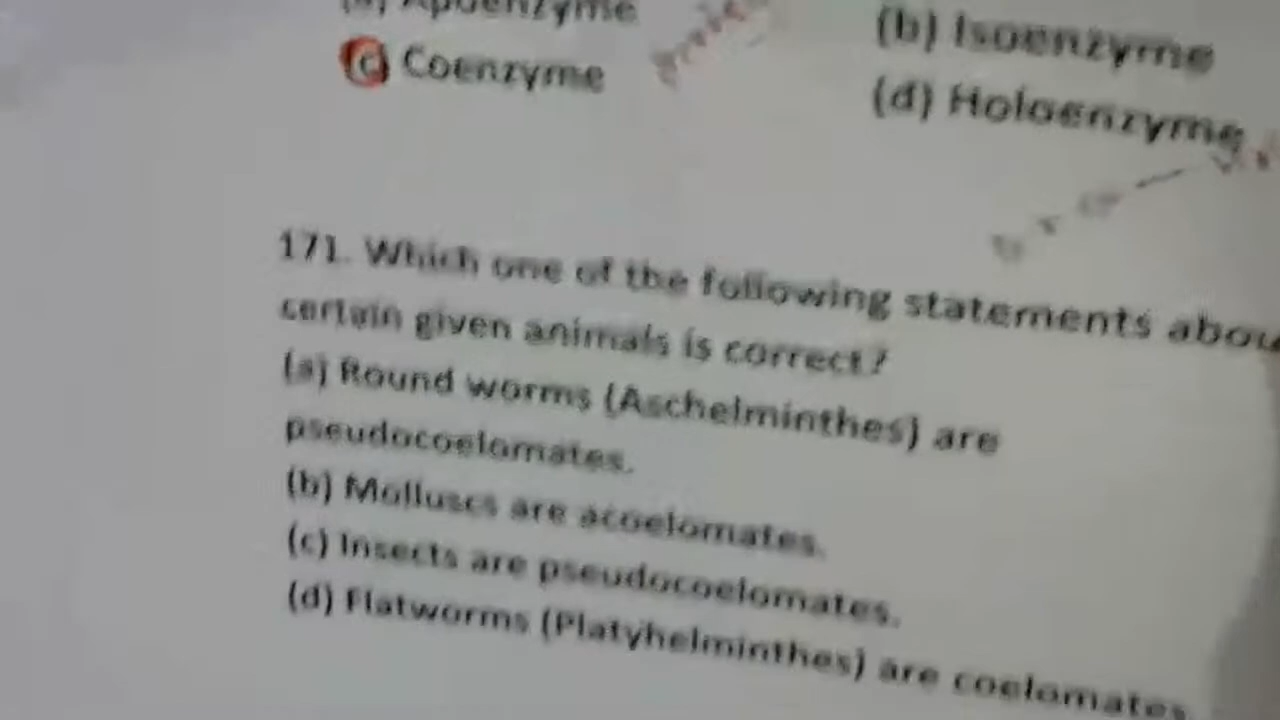 (b) Isoenzyme
(c) Coenzyme
(d) Holoenzyme
171. Which one of the following statements abou
certain given animals is correct?
(a) Round worms (Aschelminthes) are
pseudocoelomates.
(b) Molluscs are acoelomates.
(c) Insects are pseudocoelomates.
(d) Flatworms (Platyhelminthes) are coelomates.